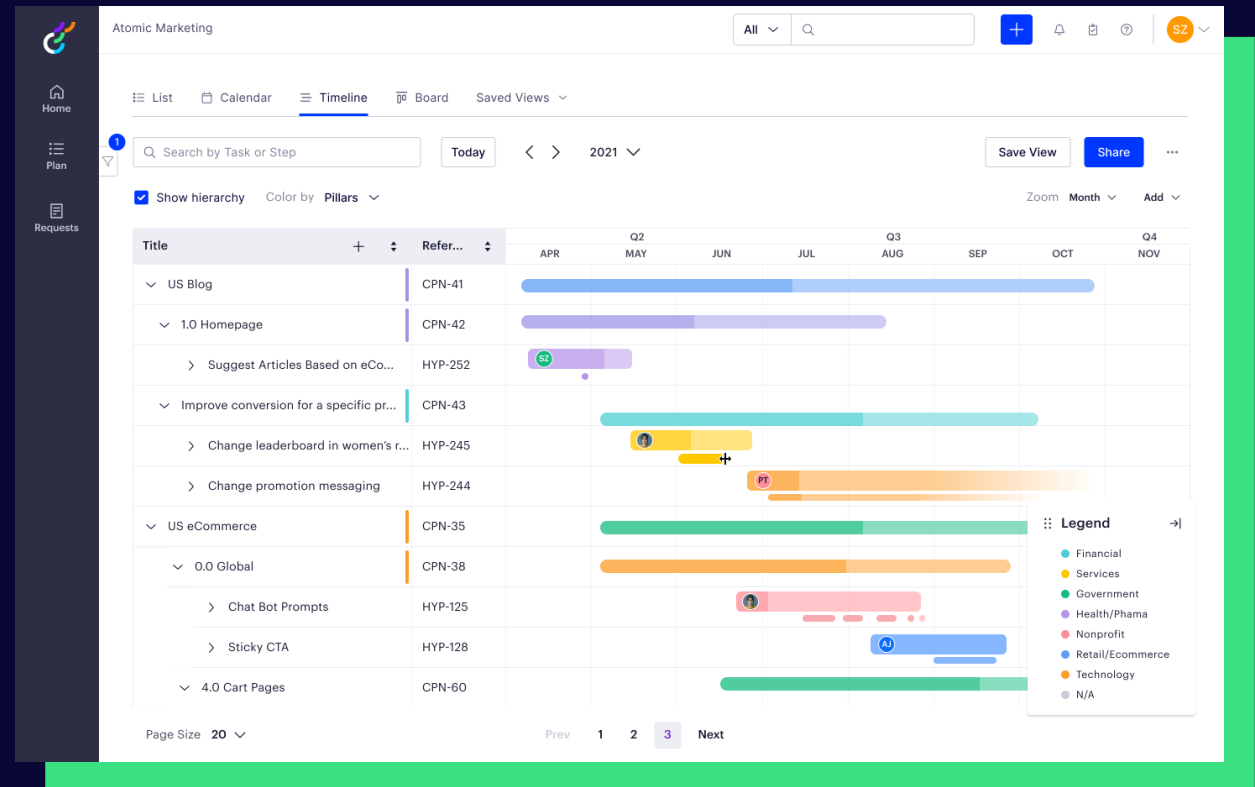 Atomic Marketing
All
SZ
Home
Plan
Requests
List Calendar Timeline Board Saved Views
1
Search by Task or Step Today 2021 Save View Share
Show hierarchy Color by Pillars Zoom Month Add
Title Refer...
Q2 Q3 Q4
APR MAY JUN JUL AUG SEP OCT NOV
US Blog CPN-41
1.0 Homepage CPN-42
Suggest Articles Based on eCo... HYP-252 SZ
Improve conversion for a specific pr... CPN-43
Change leaderboard in women's r... HYP-245
Change promotion messaging HYP-244 PT
US eCommerce CPN-35
0.0 Global CPN-38
Chat Bot Prompts HYP-125
Sticky CTA HYP-128 AJ
4.0 Cart Pages CPN-60
Legend
Financial
Services
Government
Health/Phama
Nonprofit
Retail/Ecommerce
Technology
N/A
Page Size 20 Prev 1 2 3 Next